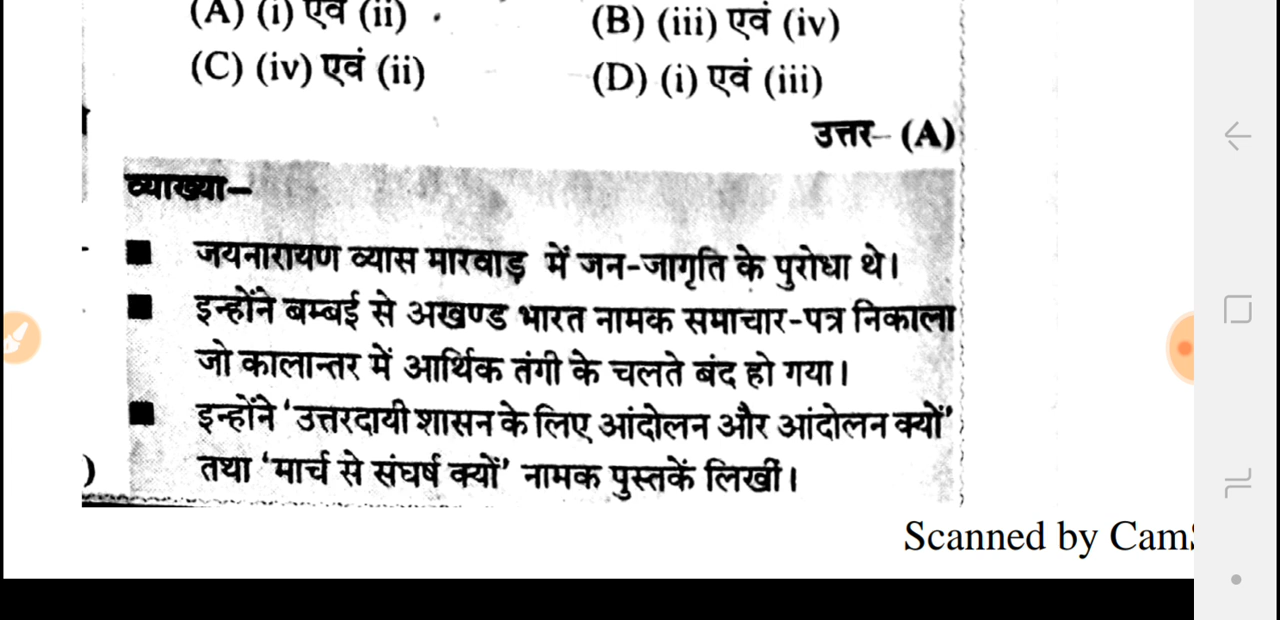 (A) (i) एवं (ii)
(B) (iii) एवं (iv)
(C) (iv) एवं (ii)
(D) (i) एवं (iii)
उत्तर– (A)
व्याख्या–
■ जयनारायण व्यास मारवाड़ में जन-जागृति के पुरोधा थे।
■ इन्होंने बम्बई से अखण्ड भारत नामक समाचार-पत्र निकाला
जो कालान्तर में आर्थिक तंगी के चलते बंद हो गया।
■ इन्होंने ‘उत्तरदायी शासन के लिए आंदोलन और आंदोलन क्यों’
तथा ‘मार्च से संघर्ष क्यों’ नामक पुस्तकें लिखीं।
)
Scanned by Cam